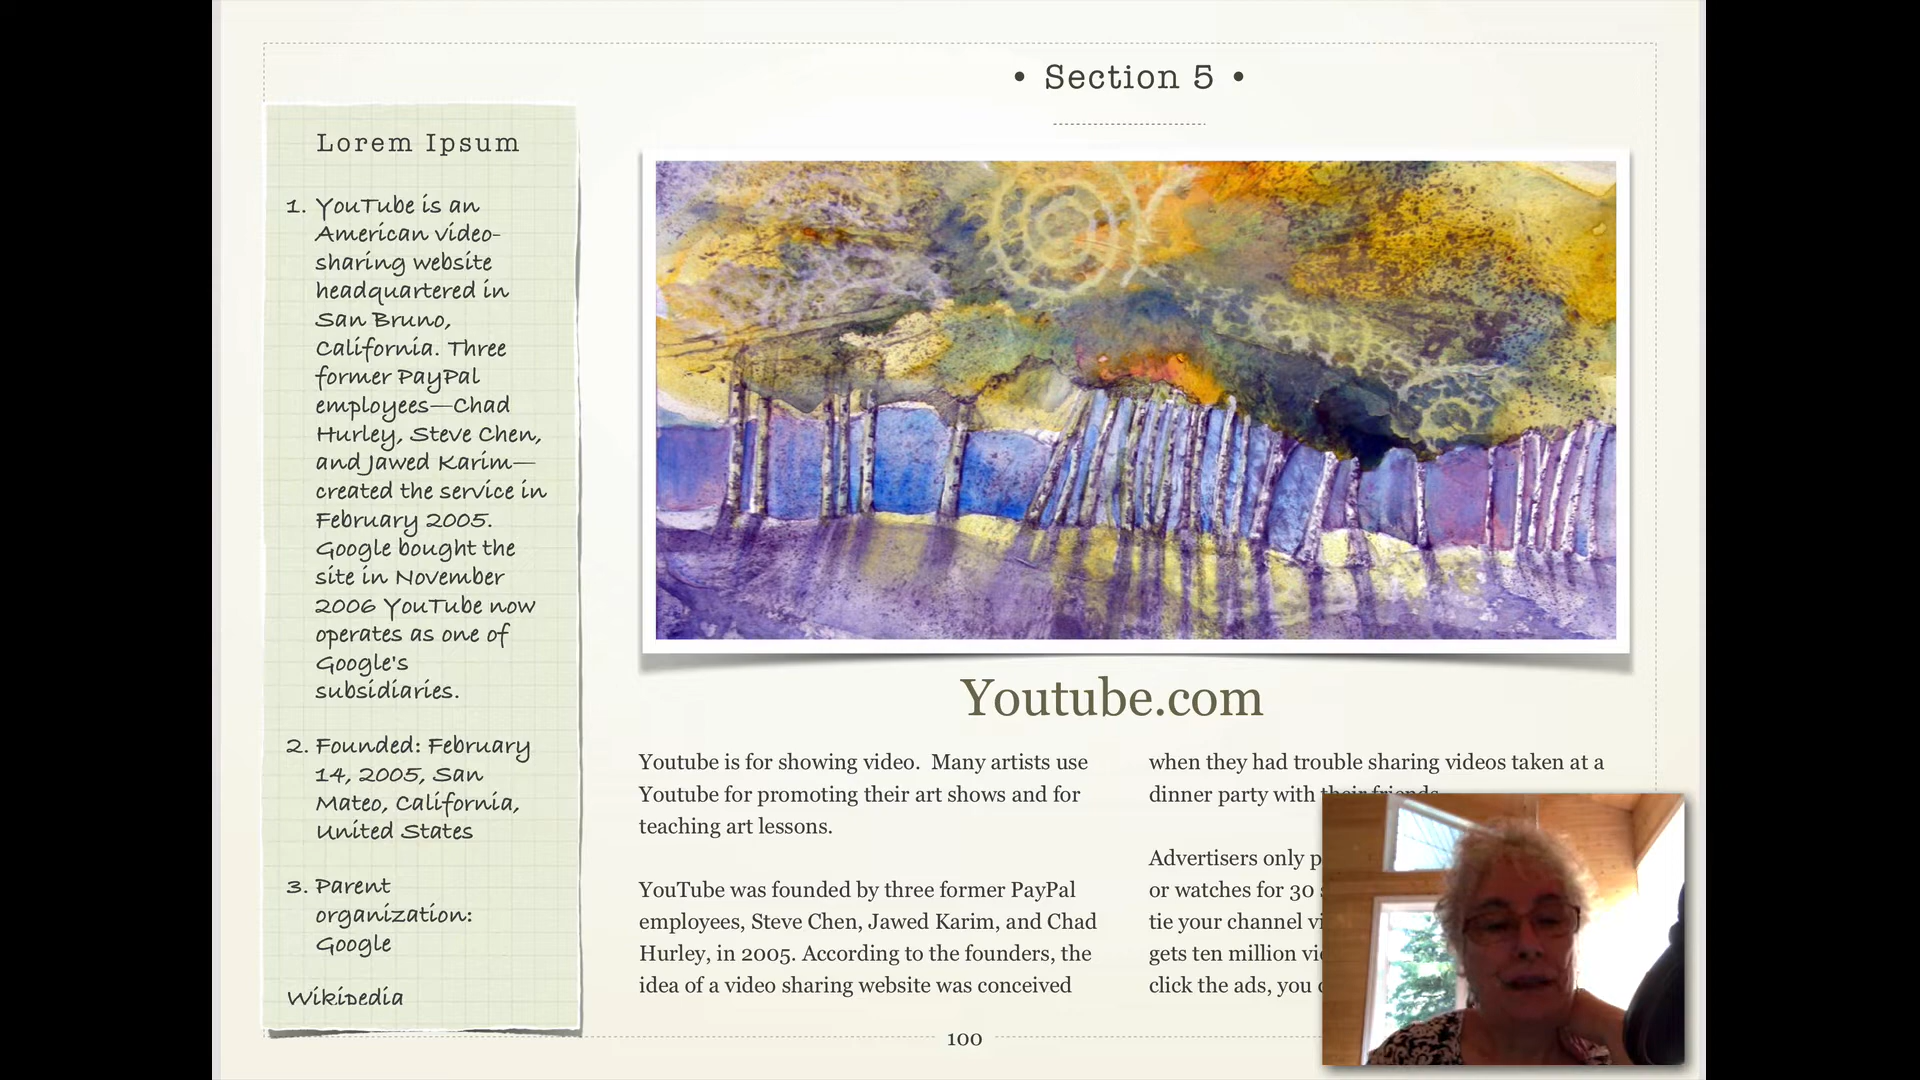 • Section 5 •
Lorem Ipsum
1. YouTube is an
American video-
sharing website
headquartered in
San Bruno,
California. Three
former PayPal
employees—Chad
Hurley, Steve Chen,
and Jawed Karim—
created the service in
February 2005.
Google bought the
site in November
2006 YouTube now
operates as one of
Google's
subsidiaries.
2. Founded: February
14, 2005, San
Mateo, California,
United States
3. Parent
organization:
Google
Wikipedia
Youtube.com
Youtube is for showing video. Many artists use
Youtube for promoting their art shows and for
teaching art lessons.
YouTube was founded by three former PayPal
employees, Steve Chen, Jawed Karim, and Chad
Hurley, in 2005. According to the founders, the
idea of a video sharing website was conceived
when they had trouble sharing videos taken at a
dinner party with their friends
Advertisers only
or watches for 30
tie your channel
gets ten million
click the ads, you
100